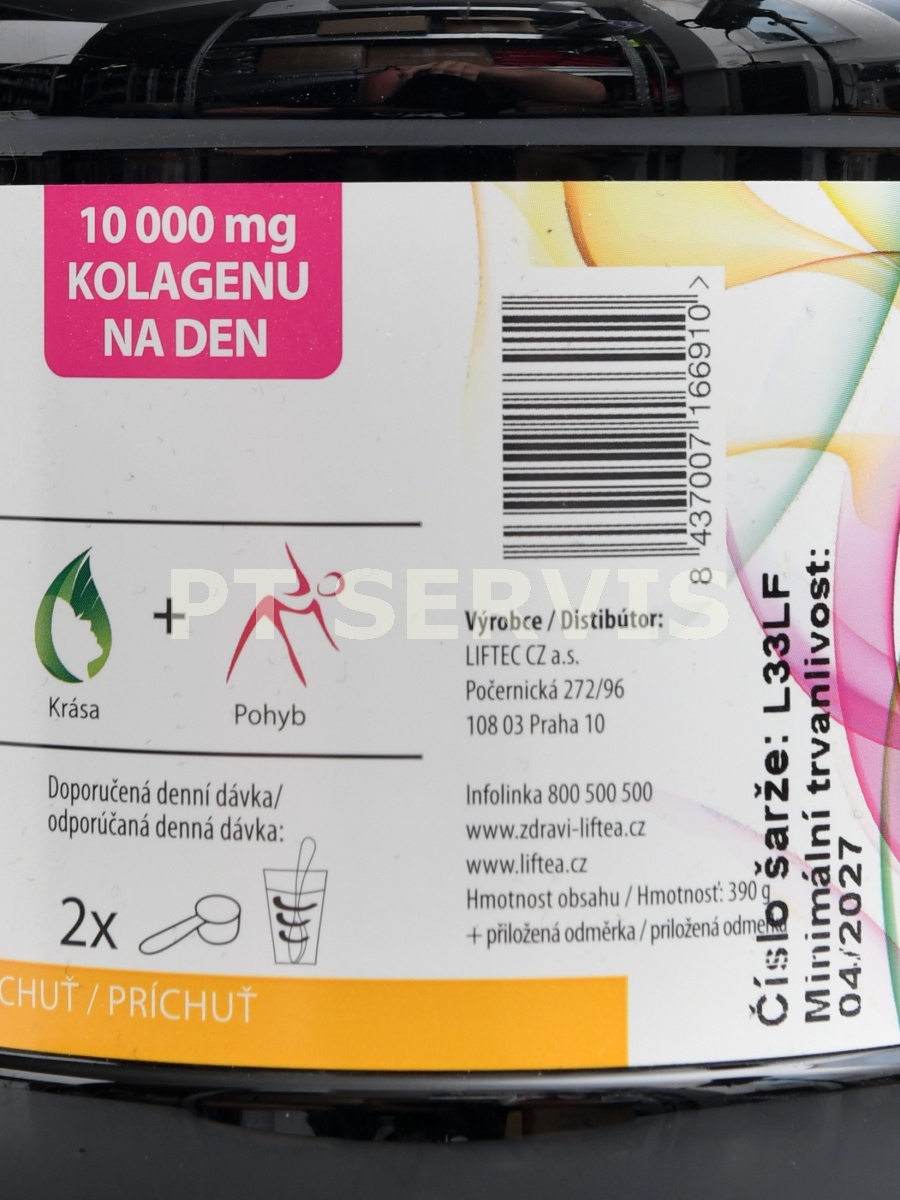 10 000 mg
KOLAGENU
NA DEN
8 437007 166910 >
+
Krása
Pohyb
PT SERVIS
Výrobce / Distibútor:
LIFTEC CZ a.s.
Počernická 272/96
108 03 Praha 10
Doporučená denní dávka/
odporúčaná denná dávka:
2x
Infolinka 800 500 500
www.zdravi-liftea.cz
www.liftea.cz
Hmotnost obsahu / Hmotnosť: 390 g
+ přiložená odměrka / priložená odmerka
Číslo šarže: L33LF
Minimální trvanlivost:
04/2027
CHUŤ / PRÍCHUŤ